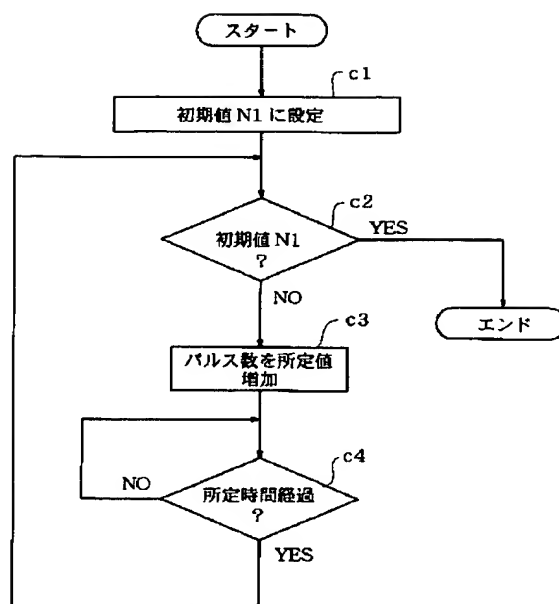 スタート
c1
初期値 N1 に設定
c2
初期値 N1
?
YES
NO
エンド
c3
パルス数を所定値
増加
c4
所定時間経過
?
NO
YES